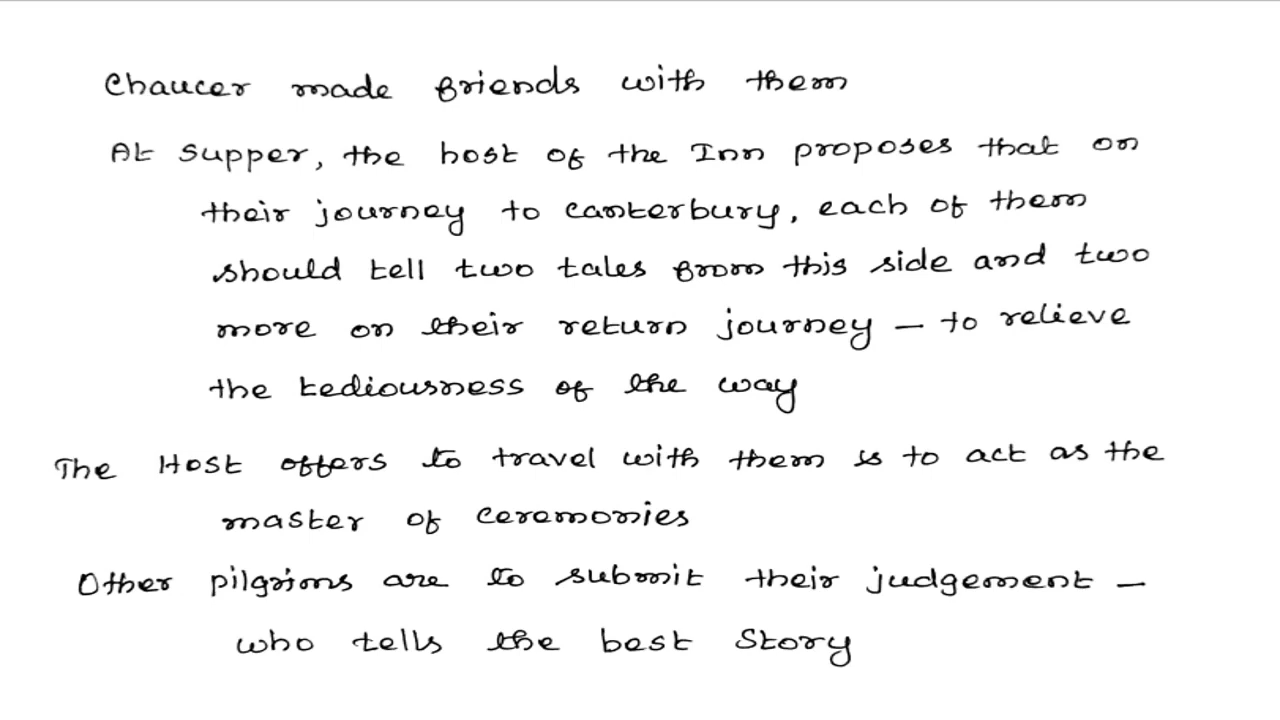 Chaucer made friends with them
At supper, the host of the Inn proposes that on
their journey to canterbury, each of them
should tell two tales from this side and two
more on their return journey – to relieve
the tediousness of the way
The Host offers to travel with them is to act as the
master of ceremonies
Other pilgrims are to submit their judgement –
who tells the best Story